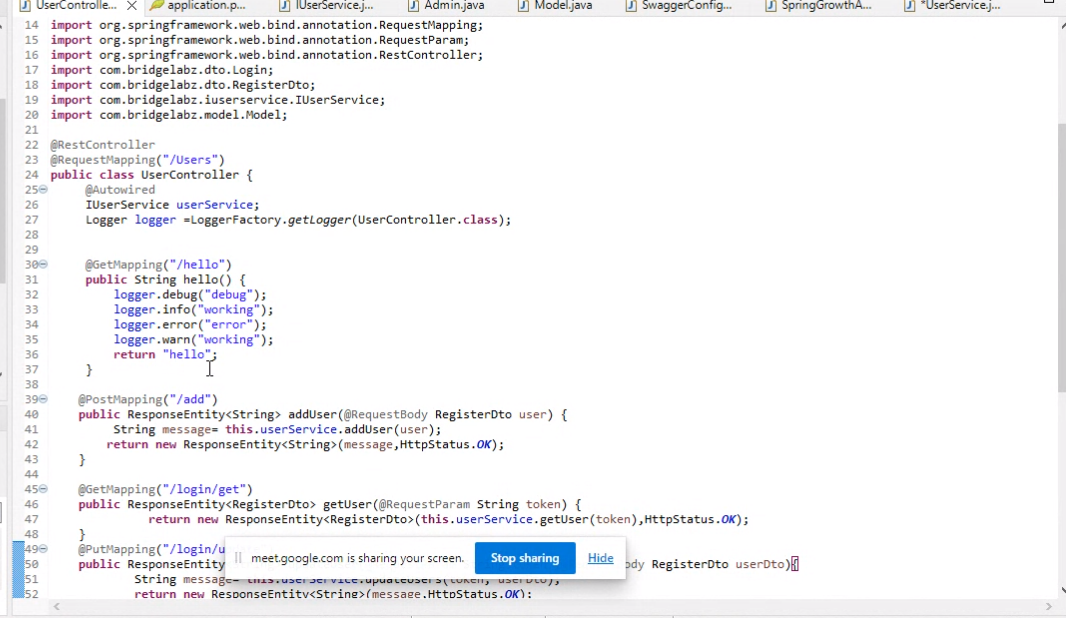 UserControlle... application.p... IUserService.j... Admin.java Model.java SwaggerConfig... SpringGrowthA... *UserService.j...
14 import org.springframework.web.bind.annotation.RequestMapping;
15 import org.springframework.web.bind.annotation.RequestParam;
16 import org.springframework.web.bind.annotation.RestController;
17 import com.bridgelabz.dto.Login;
18 import com.bridgelabz.dto.RegisterDto;
19 import com.bridgelabz.iuserservice.IUserService;
20 import com.bridgelabz.model.Model;
21
22 @RestController
23 @RequestMapping("/Users")
24 public class UserController {
25 @Autowired
26 IUserService userService;
27 Logger logger =LoggerFactory.getLogger(UserController.class);
28
29
30 @GetMapping("/hello")
31 public String hello() {
32 logger.debug("debug");
33 logger.info("working");
34 logger.error("error");
35 logger.warn("working");
36 return "hello";
37 }
38
39 @PostMapping("/add")
40 public ResponseEntity<String> addUser(@RequestBody RegisterDto user) {
41 String message= this.userService.addUser(user);
42 return new ResponseEntity<String>(message,HttpStatus.OK);
43 }
44
45 @GetMapping("/login/get")
46 public ResponseEntity<RegisterDto> getUser(@RequestParam String token) {
47 return new ResponseEntity<RegisterDto>(this.userService.getUser(token),HttpStatus.OK);
48 }
49 @PutMapping("/login/u
meet.google.com is sharing your screen. Stop sharing Hide
50 public ResponseEntity ody RegisterDto userDto){
51 String message= this.userService.updateUsers(token, userDto);
52 return new ResponseEntity<String>(message,HttpStatus.OK);